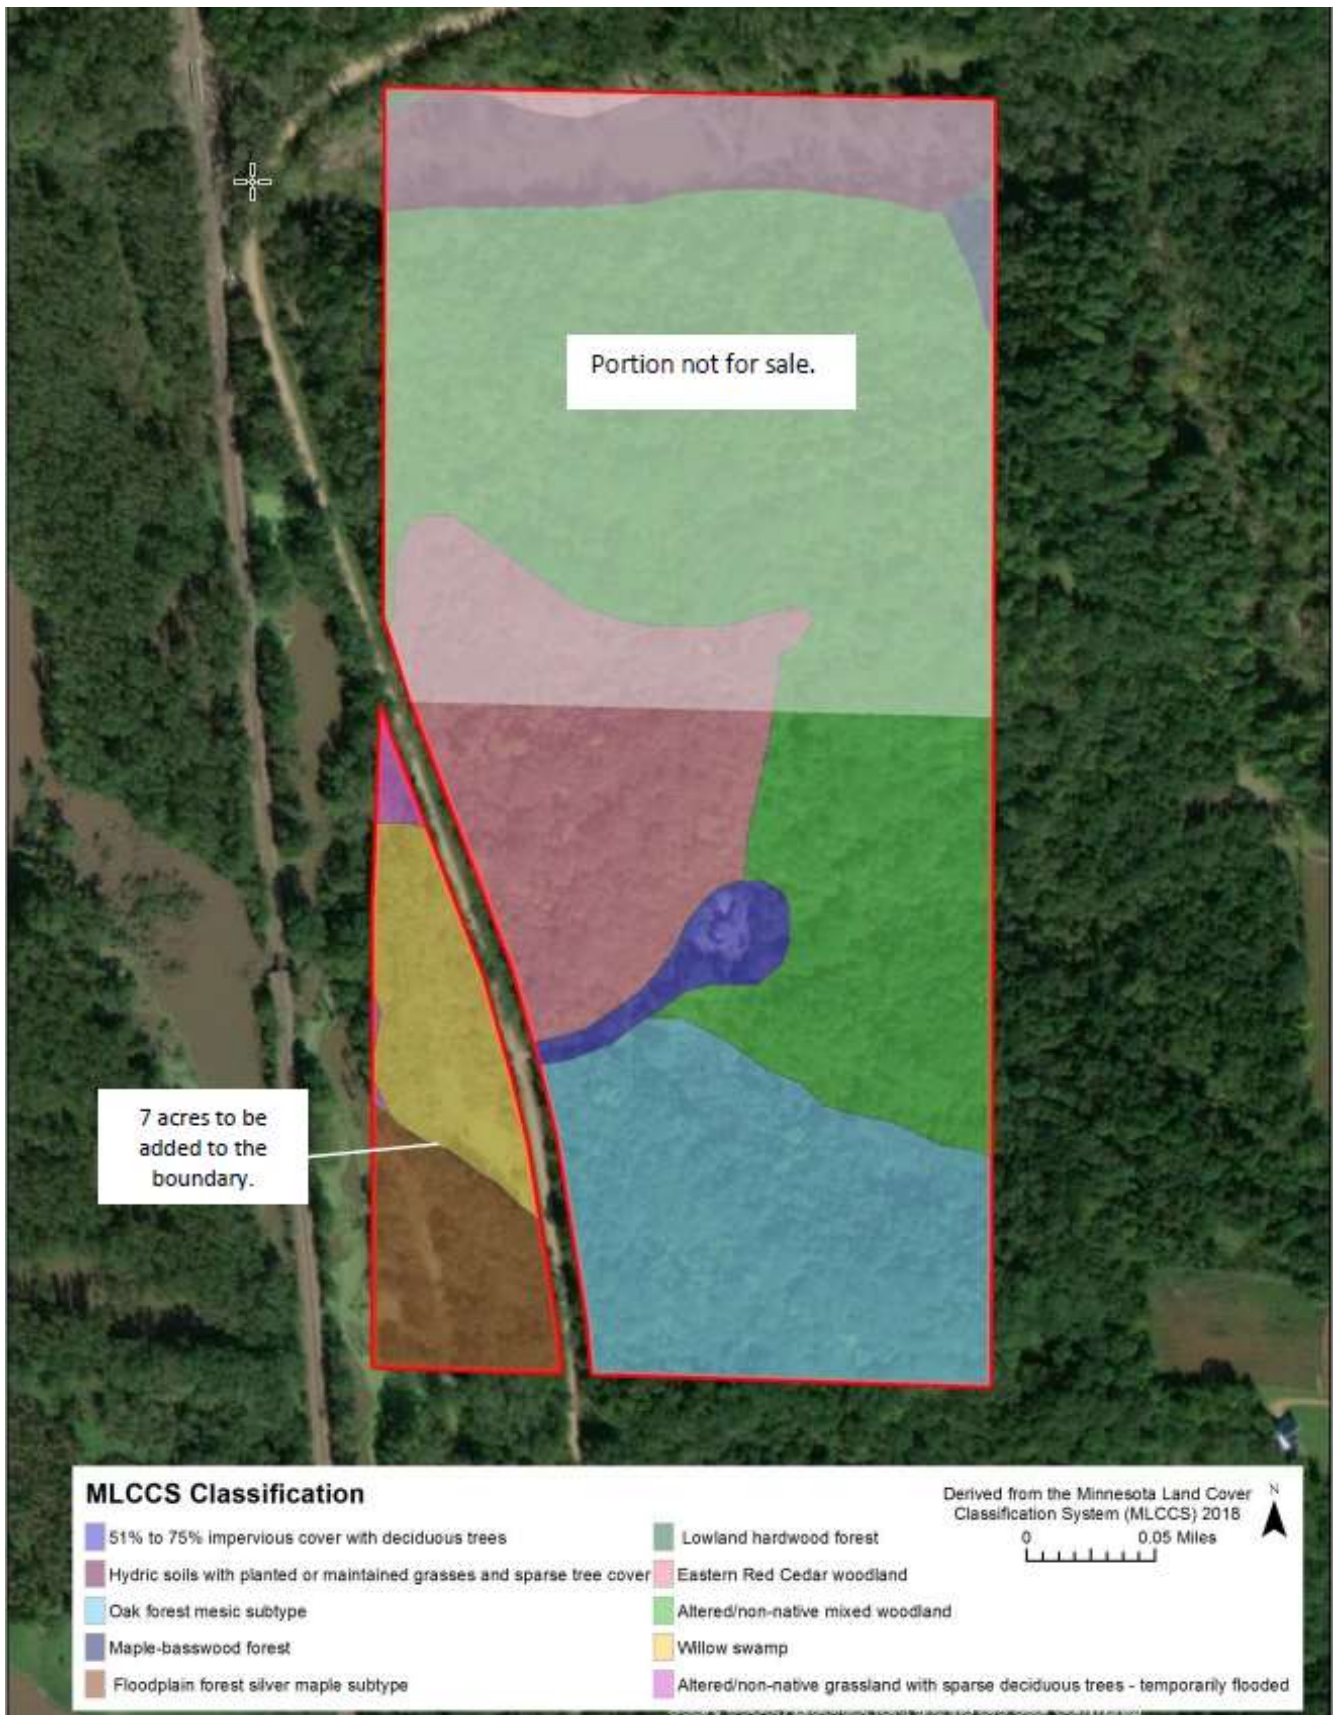 Portion not for sale.
7 acres to be
added to the
boundary.
MLCCS Classification
51% to 75% impervious cover with deciduous trees
Hydric soils with planted or maintained grasses and sparse tree cover
Oak forest mesic subtype
Maple-basswood forest
Floodplain forest silver maple subtype
Lowland hardwood forest
Eastern Red Cedar woodland
Altered/non-native mixed woodland
Willow swamp
Altered/non-native grassland with sparse deciduous trees - temporarily flooded
Derived from the Minnesota Land Cover
Classification System (MLCCS) 2018
0 0.05 Miles
N